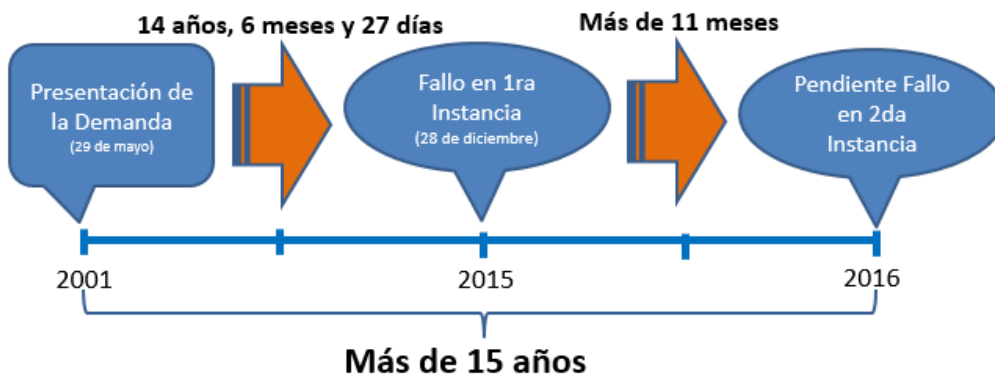 14 años, 6 meses y 27 días
Más de 11 meses
Presentación de
la Demanda
(29 de mayo)
Fallo en 1ra
Instancia
(28 de diciembre)
Pendiente Fallo
en 2da
Instancia
2001
2015
2016
Más de 15 años